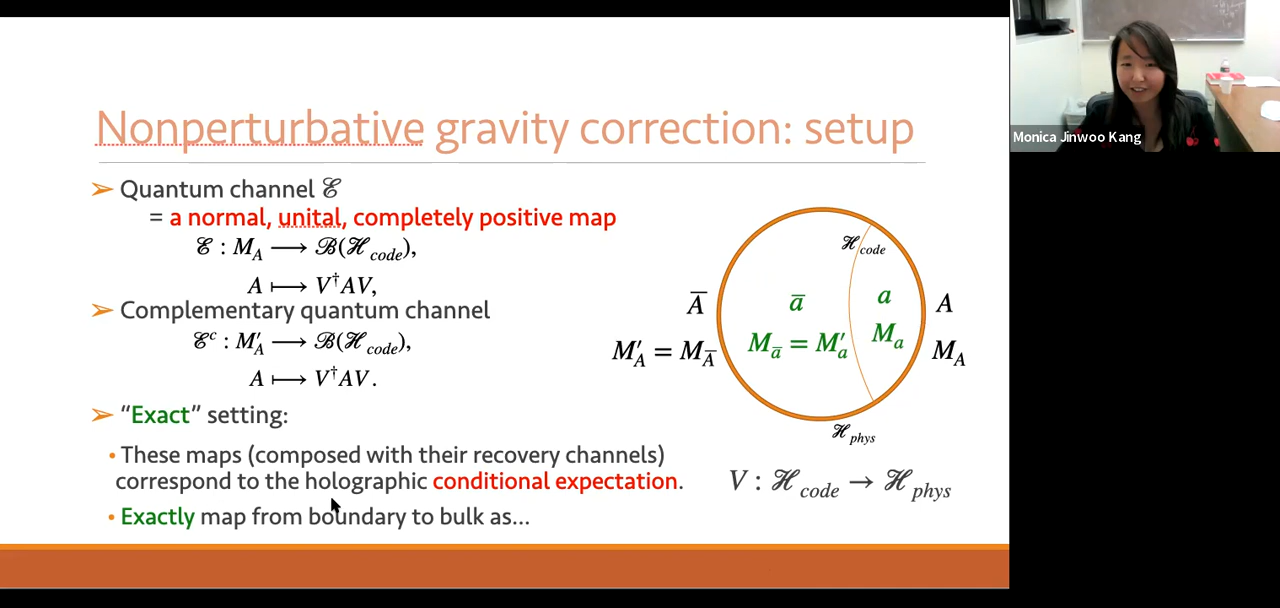 Nonperturbative gravity correction: setup
➢ Quantum channel ℰ
= a normal, unital, completely positive map
ℰ : M_A ⟶ ℬ(ℋ_code),
A ⟼ V†AV,
➢ Complementary quantum channel
ℰ^c : M′_A ⟶ ℬ(ℋ_code),
A ⟼ V†AV.
➢ "Exact" setting:
• These maps (composed with their recovery channels)
correspond to the holographic conditional expectation.
• Exactly map from boundary to bulk as...
ℋ_code
A̅
a̅
a
A
M′_A = M_A̅
M_a̅ = M′_a
M_a
M_A
ℋ_phys
V : ℋ_code → ℋ_phys
Monica Jinwoo Kang